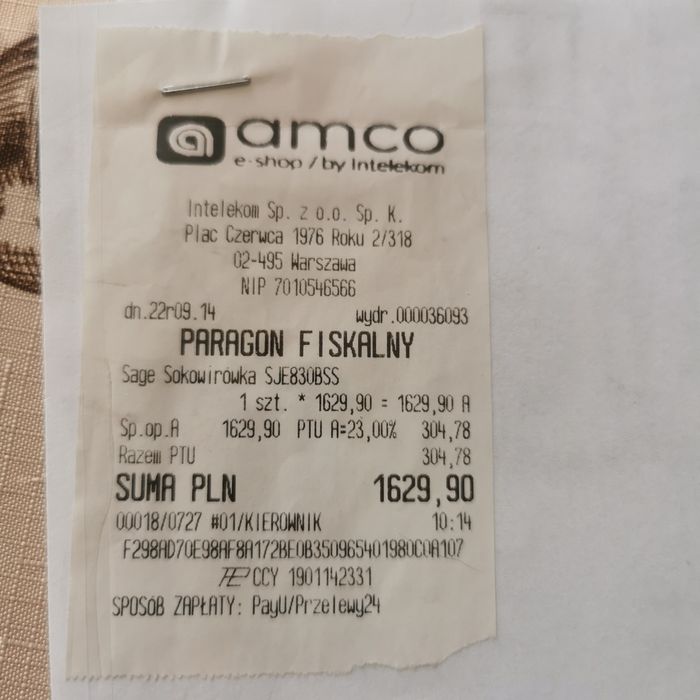 amco
e-shop / by Intelekom
Intelekom Sp. z o.o. Sp. K.
Plac Czerwca 1976 Roku 2/318
02-495 Warszawa
NIP 7010546566
dn.22r09.14 wydr.000036093
PARAGON FISKALNY
Sage Sokowirówka SJE830BSS
1 szt. * 1629,90 = 1629,90 A
Sp.op.A 1629,90 PTU A=23,00% 304,78
Razem PTU 304,78
SUMA PLN 1629,90
00018/0727 #01/KIEROWNIK 10:14
F298AD70E98AF8A172BE0B350965401980C0A107
CCY 1901142331
SPOSÓB ZAPŁATY: PayU/Przelewy24